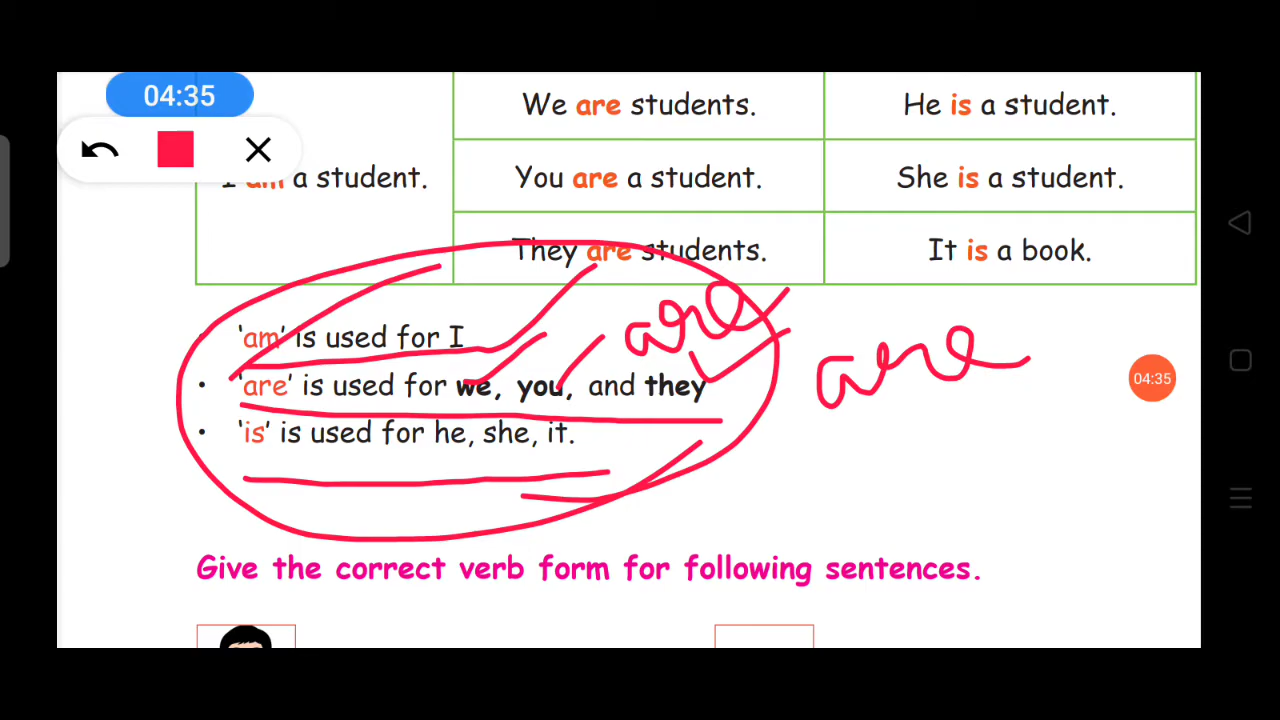 04:35
We are students.
He is a student.
I am a student.
You are a student.
She is a student.
They are students.
It is a book.
• ‘am’ is used for I
are
are
• ‘are’ is used for we, you, and they
04:35
• ‘is’ is used for he, she, it.
Give the correct verb form for following sentences.